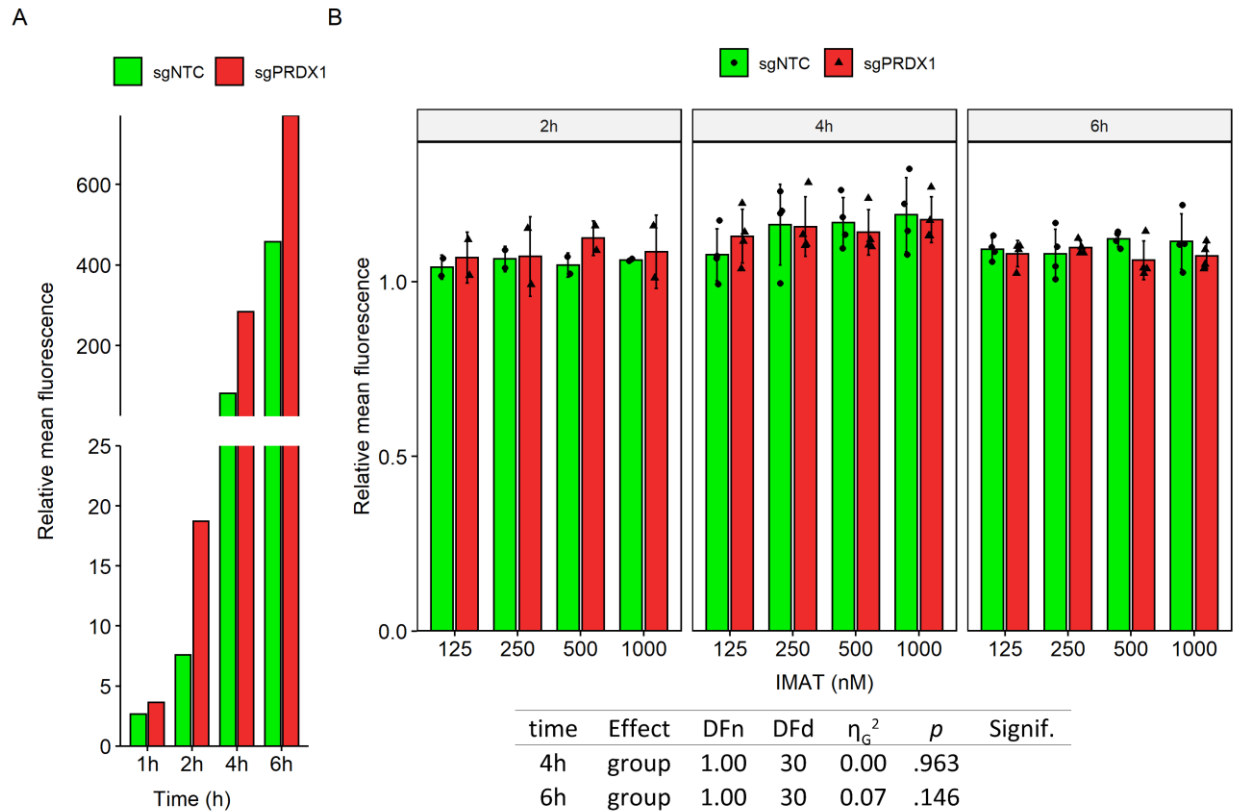 A
sgNTC sgPRDX1
Relative mean fluorescence
600
400
200
25
20
15
10
5
0
1h 2h 4h 6h
Time (h)
B
sgNTC sgPRDX1
2h 4h 6h
Relative mean fluorescence
1.0
0.5
0.0
125 250 500 1000 125 250 500 1000 125 250 500 1000
IMAT (nM)
time Effect DFn DFd ηG² p Signif.
4h group 1.00 30 0.00 .963
6h group 1.00 30 0.07 .146